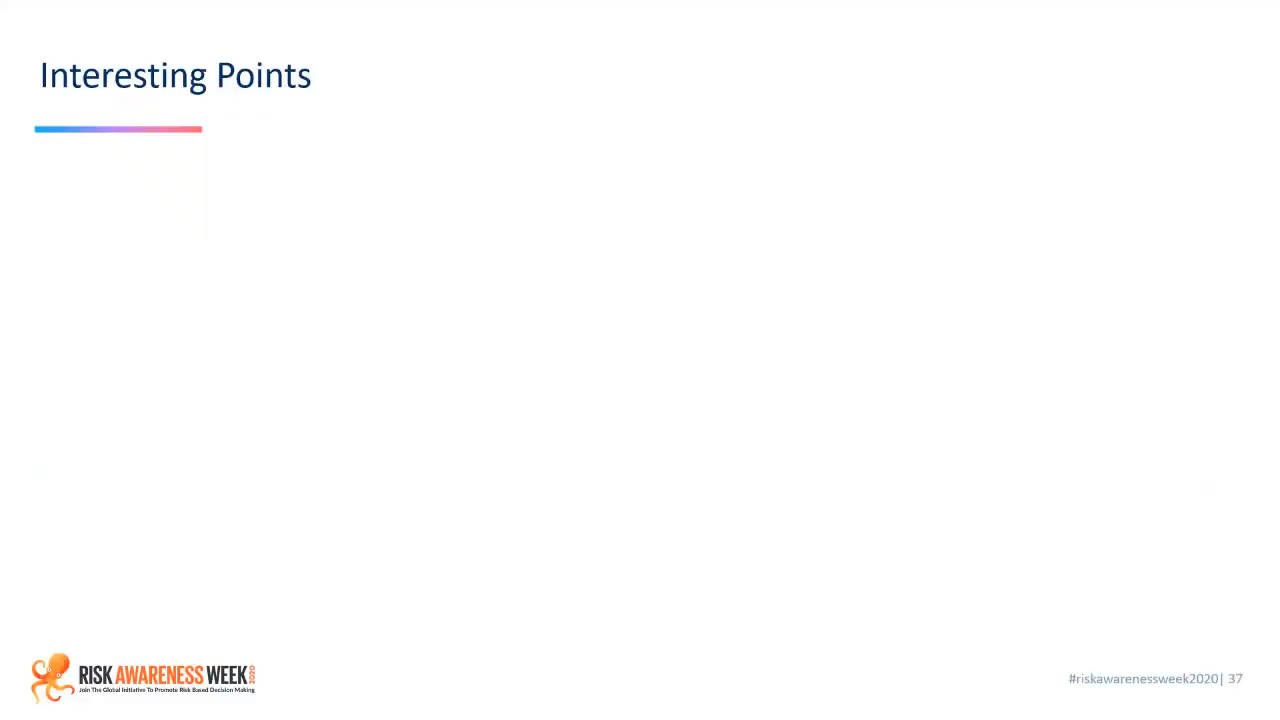 Interesting Points
RISK AWARENESS WEEK 2020
Join The Global Initiative To Promote Risk Based Decision Making
#riskawarenessweek2020| 37